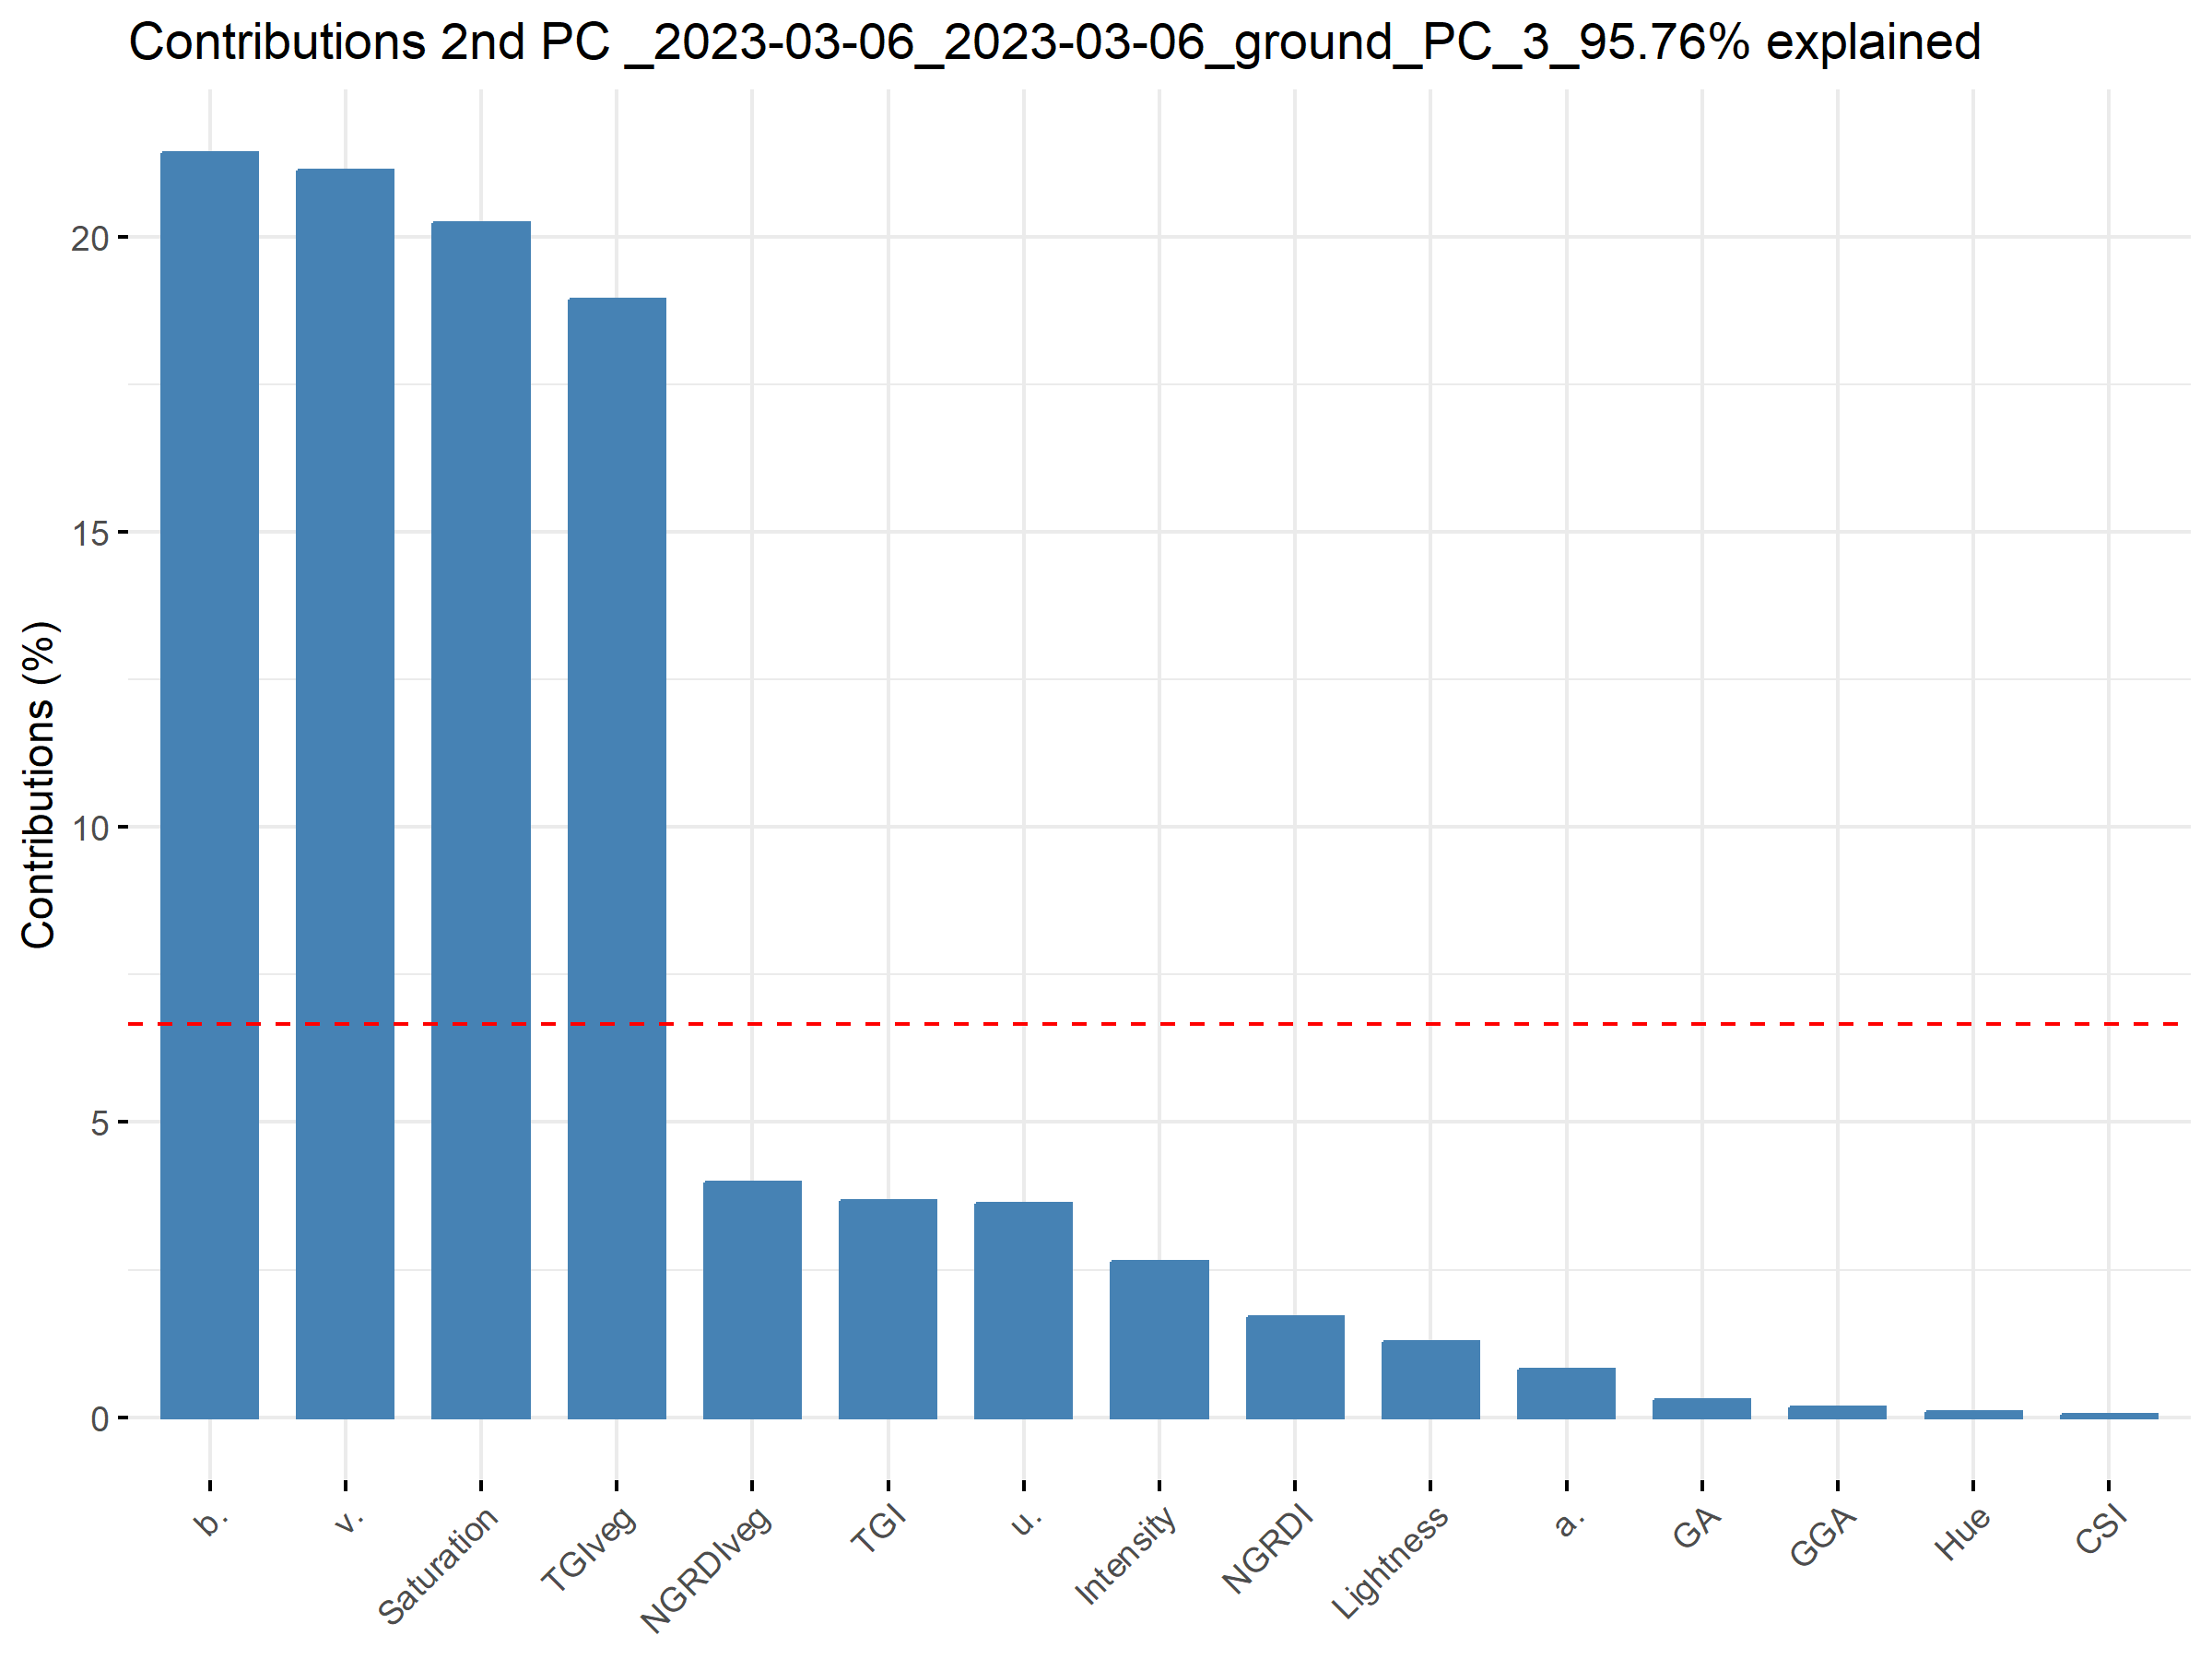 Contributions 2nd PC _2023-03-06_2023-03-06_ground_PC_3_95.76% explained
Contributions (%)
20
15
10
5
0
b.
v.
Saturation
TGIveg
NGRDIveg
TGI
u.
Intensity
NGRDI
Lightness
a.
GA
GGA
Hue
CSI